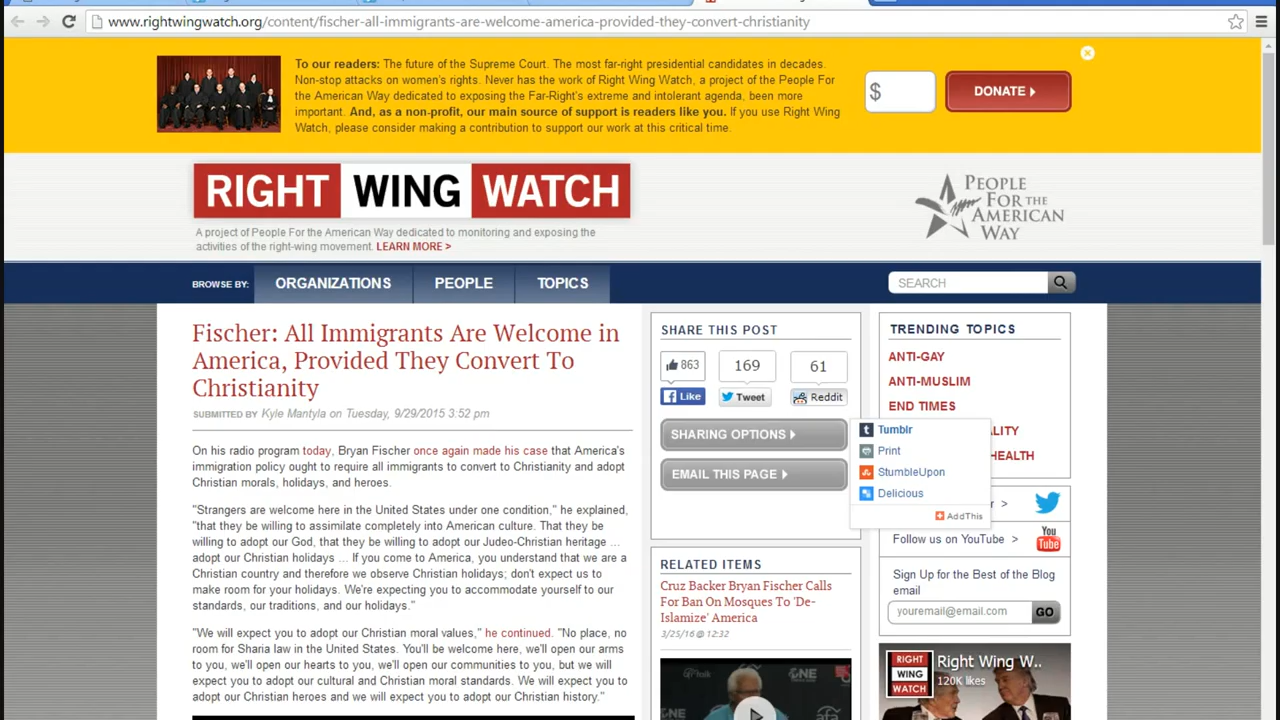 www.rightwingwatch.org/content/fischer-all-immigrants-are-welcome-america-provided-they-convert-christianity
To our readers: The future of the Supreme Court. The most far-right presidential candidates in decades.
Non-stop attacks on women's rights. Never has the work of Right Wing Watch, a project of the People For
the American Way dedicated to exposing the Far-Right's extreme and intolerant agenda, been more
important. And, as a non-profit, our main source of support is readers like you. If you use Right Wing
Watch, please consider making a contribution to support our work at this critical time.
$
DONATE
RIGHT WING WATCH
A project of People For the American Way dedicated to monitoring and exposing the
activities of the right-wing movement. LEARN MORE >
PEOPLE
FOR THE
AMERICAN
WAY
BROWSE BY: ORGANIZATIONS PEOPLE TOPICS
SEARCH
Fischer: All Immigrants Are Welcome in
America, Provided They Convert To
Christianity
SUBMITTED BY Kyle Mantyla on Tuesday, 9/29/2015 3:52 pm
On his radio program today, Bryan Fischer once again made his case that America's
immigration policy ought to require all immigrants to convert to Christianity and adopt
Christian morals, holidays, and heroes.
"Strangers are welcome here in the United States under one condition," he explained,
"that they be willing to assimilate completely into American culture. That they be
willing to adopt our God, that they be willing to adopt our Judeo-Christian heritage ...
adopt our Christian holidays ... If you come to America, you understand that we are a
Christian country and therefore we observe Christian holidays; don't expect us to
make room for your holidays. We're expecting you to accommodate yourself to our
standards, our traditions, and our holidays."
"We will expect you to adopt our Christian moral values," he continued. "No place, no
room for Sharia law in the United States. You'll be welcome here, we'll open our arms
to you, we'll open our hearts to you, we'll open our communities to you, but we will
expect you to adopt our cultural and Christian moral standards. We will expect you to
adopt our Christian heroes and we will expect you to adopt our Christian history."
SHARE THIS POST
863 169 61
Like Tweet Reddit
SHARING OPTIONS
EMAIL THIS PAGE
Tumblr
Print
StumbleUpon
Delicious
AddThis
RELATED ITEMS
Cruz Backer Bryan Fischer Calls
For Ban On Mosques To 'De-
Islamize' America
3/25/16 @ 12:32
TRENDING TOPICS
ANTI-GAY
ANTI-MUSLIM
END TIMES
ALITY
HEALTH
r >
Follow us on YouTube >
You
Tube
Sign Up for the Best of the Blog
email
youremail@email.com GO
RIGHT
WING
WATCH
Right Wing W..
120K likes